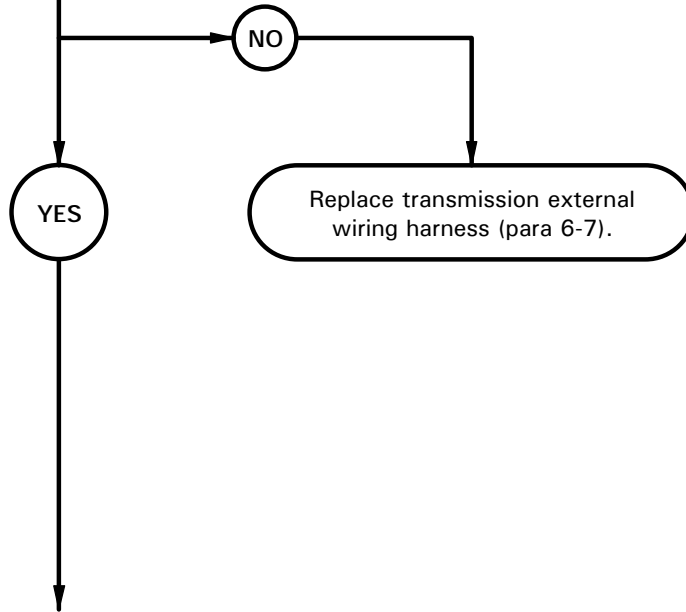 NO
YES
Replace transmission external
wiring harness (para 6-7).